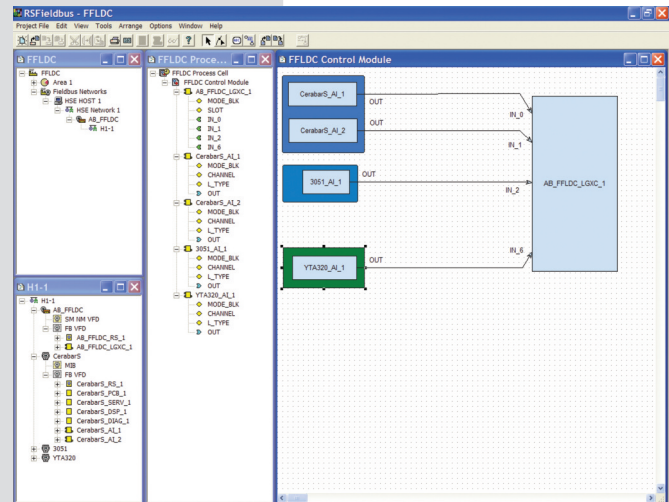 RSFieldbus - FFLDC
Project File Edit View Tools Arrange Options Window Help
FFLDC
FFLDC
Area 1
Fieldbus Networks
HSE HOST 1
HSE Network 1
AB_FFLDC
H1-1
H1-1
H1-1
AB_FFLDC
SM NM VFD
FB VFD
AB_FFLDC_RS_1
AB_FFLDC_LGXC_1
CerabarS
MIB
FB VFD
CerabarS_RS_1
CerabarS_PCB_1
CerabarS_SERV_1
CerabarS_DSP_1
CerabarS_DIAG_1
CerabarS_AI_1
CerabarS_AI_2
3051
YTA320
FFLDC Proce...
FFLDC Process Cell
FFLDC Control Module
AB_FFLDC_LGXC_1
MODE_BLK
SLOT
IN_0
IN_1
IN_2
IN_6
CerabarS_AI_1
MODE_BLK
CHANNEL
L_TYPE
OUT
CerabarS_AI_2
MODE_BLK
CHANNEL
L_TYPE
OUT
3051_AI_1
MODE_BLK
CHANNEL
L_TYPE
OUT
YTA320_AI_1
MODE_BLK
CHANNEL
L_TYPE
OUT
FFLDC Control Module
CerabarS_AI_1
OUT
IN_0
CerabarS_AI_2
OUT
IN_1
3051_AI_1
OUT
IN_2
AB_FFLDC_LGXC_1
YTA320_AI_1
OUT
IN_6